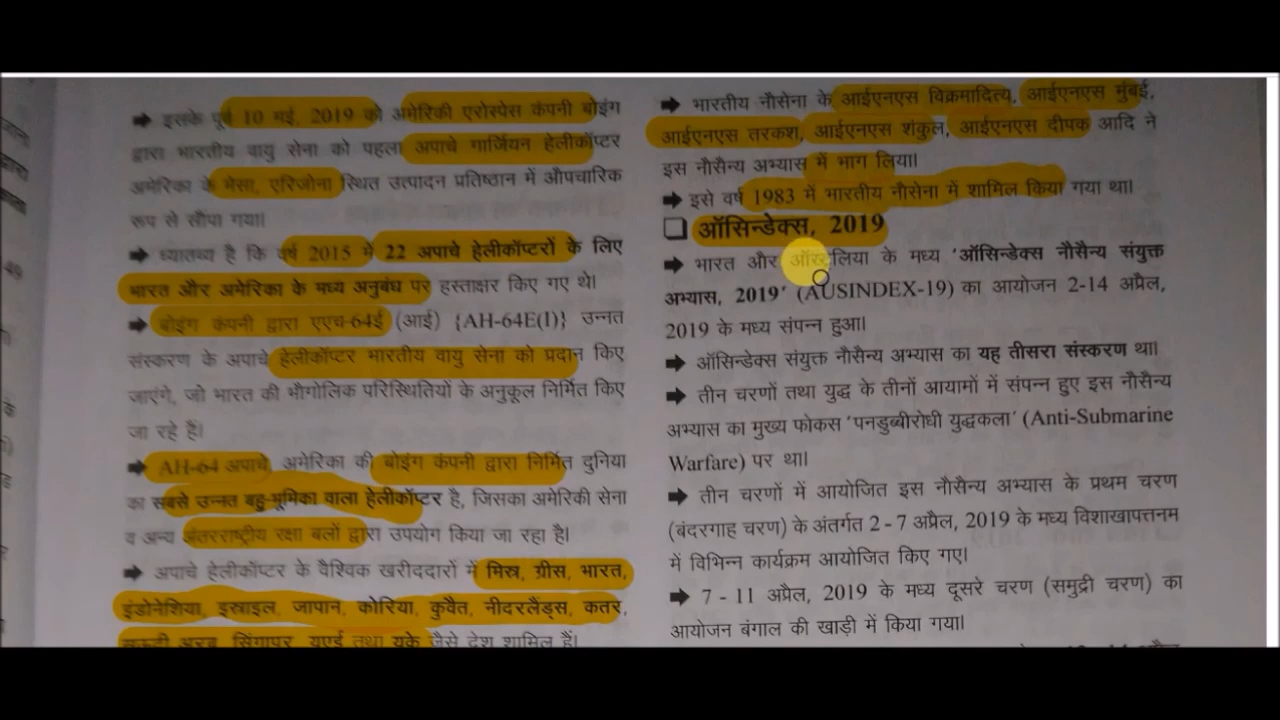 ➡ इसके पूर्व 10 मई, 2019 को अमेरिकी एरोस्पेस कंपनी बोइंग
द्वारा भारतीय वायु सेना को पहला अपाचे गार्जियन हेलीकॉप्टर
अमेरिका के मेसा, एरिजोना स्थित उत्पादन प्रतिष्ठान में औपचारिक
रूप से सौंपा गया।
➡ ध्यातव्य है कि वर्ष 2015 में 22 अपाचे हेलीकॉप्टरों के लिए
भारत और अमेरिका के मध्य अनुबंध पर हस्ताक्षर किए गए थे।
➡ बोइंग कंपनी द्वारा एएच-64ई (आई) {AH-64E(I)} उन्नत
संस्करण के अपाचे हेलीकॉप्टर भारतीय वायु सेना को प्रदान किए
जाएंगे, जो भारत की भौगोलिक परिस्थितियों के अनुकूल निर्मित किए
जा रहे हैं।
➡ AH-64 अपाचे, अमेरिका की बोइंग कंपनी द्वारा निर्मित दुनिया
का सबसे उन्नत बहु-भूमिका वाला हेलीकॉप्टर है, जिसका अमेरिकी सेना
व अन्य अंतरराष्ट्रीय रक्षा बलों द्वारा उपयोग किया जा रहा है।
➡ अपाचे हेलीकॉप्टर के वैश्विक खरीददारों में मिस्र, ग्रीस, भारत,
इंडोनेशिया, इस्राइल, जापान, कोरिया, कुवैत, नीदरलैंड्स, कतर,
सऊदी अरब, सिंगापुर, यूएई तथा यूके जैसे देश शामिल हैं।
➡ भारतीय नौसेना के आईएनएस विक्रमादित्य, आईएनएस मुंबई,
आईएनएस तरकश, आईएनएस शंकुल, आईएनएस दीपक आदि ने
इस नौसैन्य अभ्यास में भाग लिया।
➡ इसे वर्ष 1983 में भारतीय नौसेना में शामिल किया गया था।
❑ ऑसिन्डेक्स, 2019
➡ भारत और ऑस्ट्रेलिया के मध्य 'ऑसिन्डेक्स नौसैन्य संयुक्त
अभ्यास, 2019' (AUSINDEX-19) का आयोजन 2-14 अप्रैल,
2019 के मध्य संपन्न हुआ।
➡ ऑसिन्डेक्स संयुक्त नौसैन्य अभ्यास का यह तीसरा संस्करण था।
➡ तीन चरणों तथा युद्ध के तीनों आयामों में संपन्न हुए इस नौसैन्य
अभ्यास का मुख्य फोकस 'पनडुब्बीरोधी युद्धकला' (Anti-Submarine
Warfare) पर था।
➡ तीन चरणों में आयोजित इस नौसैन्य अभ्यास के प्रथम चरण
(बंदरगाह चरण) के अंतर्गत 2 - 7 अप्रैल, 2019 के मध्य विशाखापत्तनम
में विभिन्न कार्यक्रम आयोजित किए गए।
➡ 7 - 11 अप्रैल, 2019 के मध्य दूसरे चरण (समुद्री चरण) का
आयोजन बंगाल की खाड़ी में किया गया।